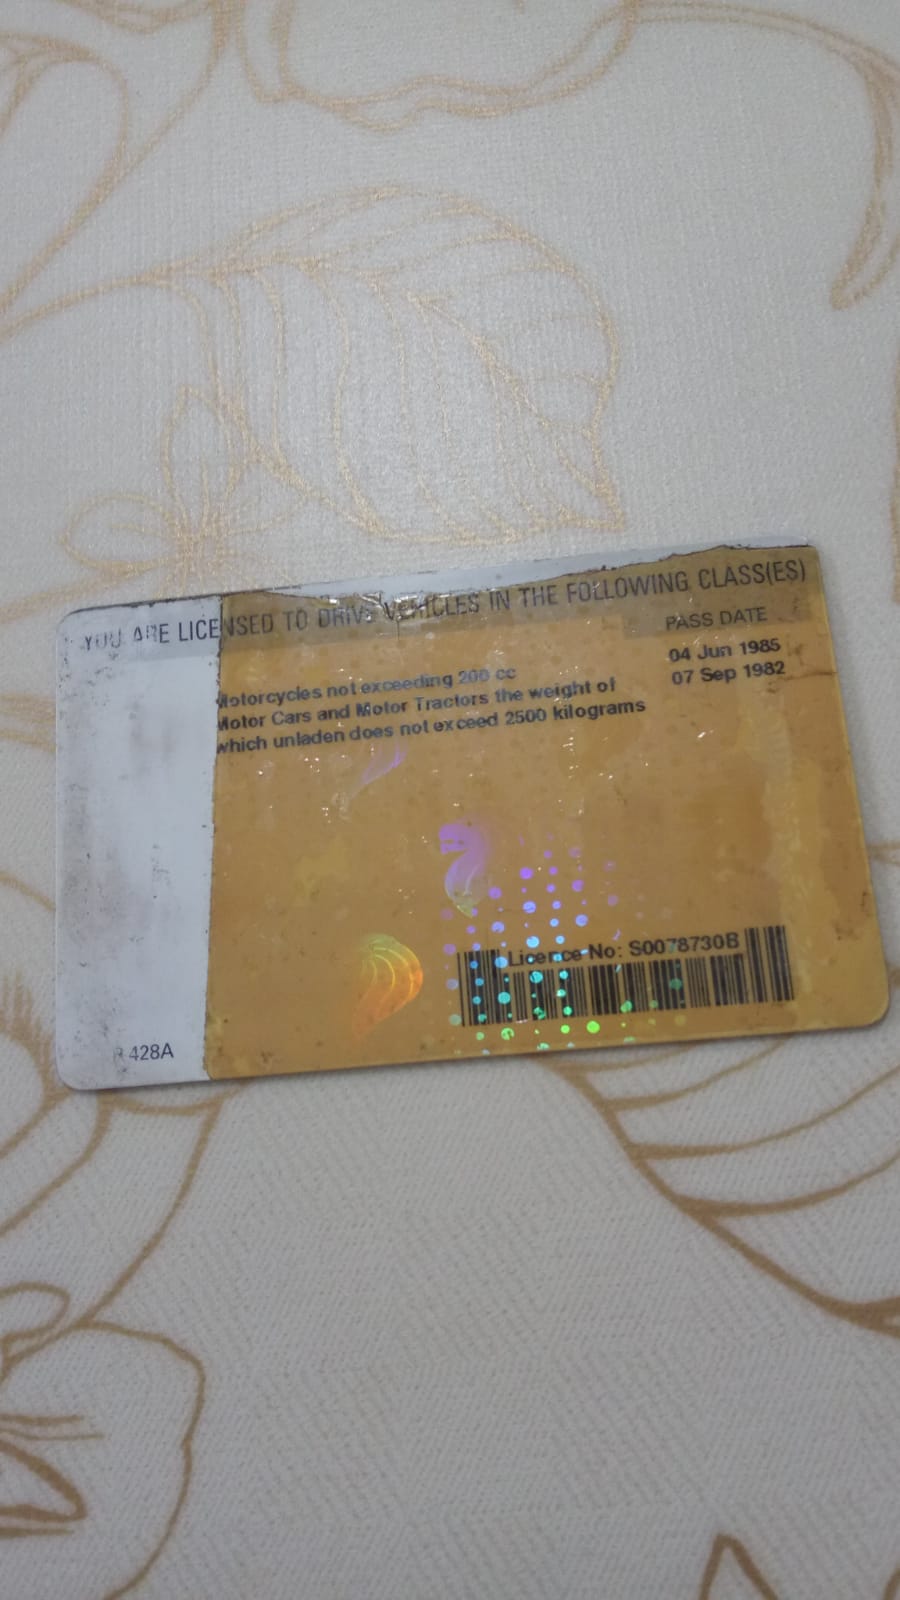 YOU ARE LICENSED TO DRIVE VEHICLES IN THE FOLLOWING CLASS(ES)
PASS DATE
Motorcycles not exceeding 200 cc 04 Jun 1985
Motor Cars and Motor Tractors the weight of 07 Sep 1982
which unladen does not exceed 2500 kilograms
Licence No: S0078730B
428A